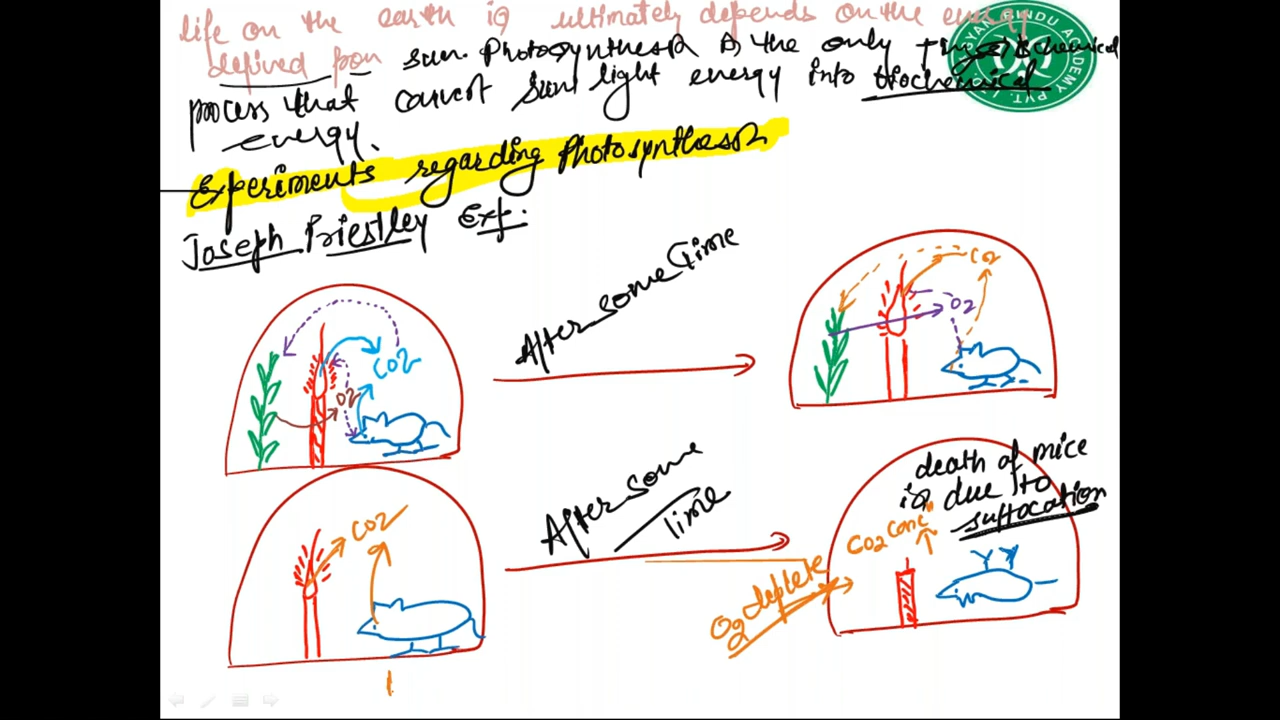 life on the earth is ultimately depends on the energy
defined from sun. Photosynthesis is the only
process that convert sun light energy into biochemical
energy.
Experiments regarding Photosynthesis
Joseph Priestley Exp.
After some time
CO2
O2
CO2
O2
After some
Time
CO2
death of mice
is due to
suffocation
CO2 conc
O2 deplete